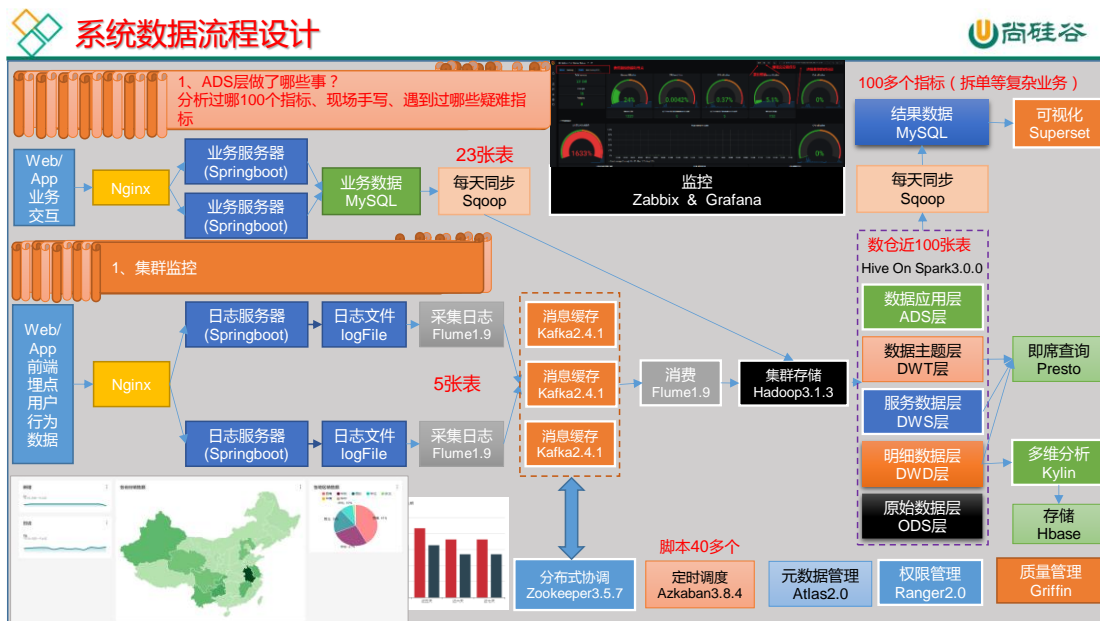 系统数据流程设计
尚硅谷
1、ADS层做了哪些事？
分析过哪100个指标、现场手写、遇到过哪些疑难指
标
100多个指标（拆单等复杂业务）
结果数据
MySQL
可视化
Superset
Web/
App
业务
交互
Nginx
业务服务器
(Springboot)
业务服务器
(Springboot)
业务数据
MySQL
23张表
每天同步
Sqoop
24%
0.0042%
0.37%
5.1%
0%
1633%
0%
监控
Zabbix & Grafana
每天同步
Sqoop
1、集群监控
数仓近100张表
Hive On Spark3.0.0
数据应用层
ADS层
数据主题层
DWT层
服务数据层
DWS层
明细数据层
DWD层
原始数据层
ODS层
即席查询
Presto
多维分析
Kylin
存储
Hbase
Web/
App
前端
埋点
用户
行为
数据
Nginx
日志服务器
(Springboot)
日志文件
logFile
采集日志
Flume1.9
消息缓存
Kafka2.4.1
5张表
消息缓存
Kafka2.4.1
消费
Flume1.9
集群存储
Hadoop3.1.3
日志服务器
(Springboot)
日志文件
logFile
采集日志
Flume1.9
消息缓存
Kafka2.4.1
脚本40多个
分布式协调
Zookeeper3.5.7
定时调度
Azkaban3.8.4
元数据管理
Atlas2.0
权限管理
Ranger2.0
质量管理
Griffin